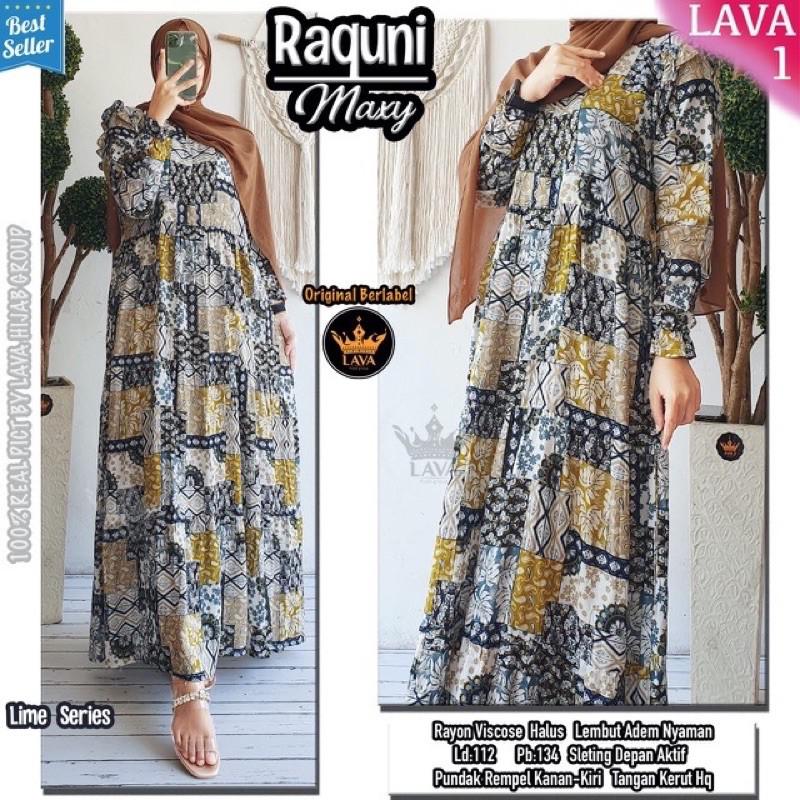 Best
Seller
Raquni
Maxy
LAVA
1
100% REAL PICT BY LAVA HIJAB GROUP
Original Berlabel
LAVA
LAVA
Lime Series
Rayon Viscose Halus Lembut Adem Nyaman
Ld:112 Pb:134 Sleting Depan Aktif
Pundak Rempel Kanan-Kiri Tangan Kerut Hq